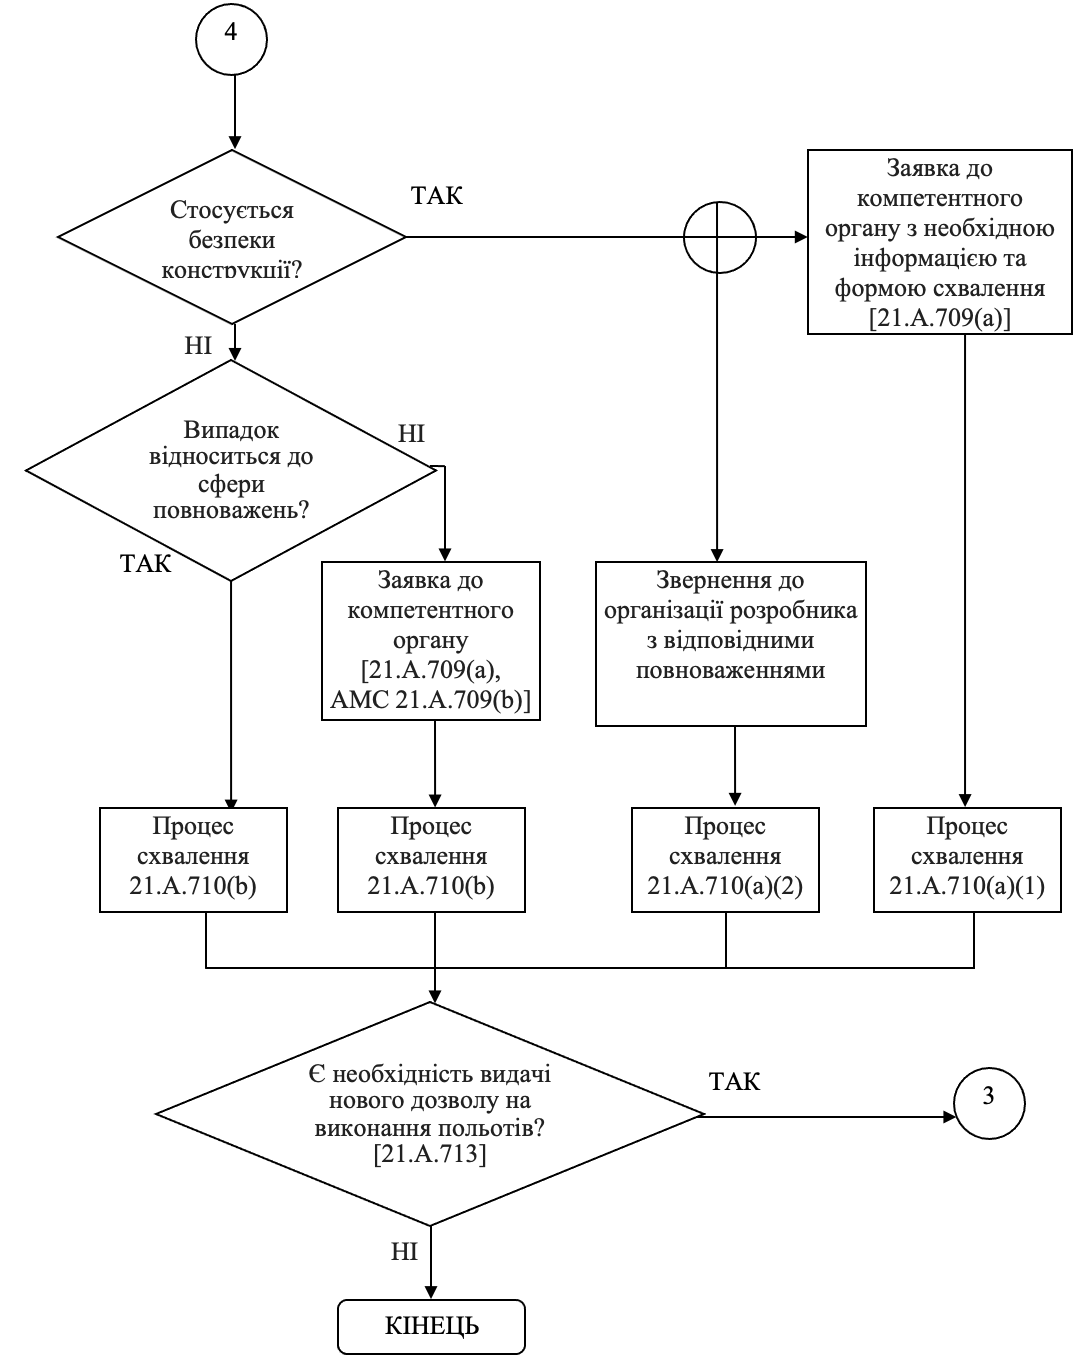 4
Стосується
безпеки
конструкції?
ТАК
Заявка до
компетентного
органу з необхідною
інформацією та
формою схвалення
[21.A.709(a)]
НІ
Випадок
відноситься до
сфери
повноважень?
НІ
ТАК
Заявка до
компетентного
органу
[21.A.709(a),
АМС 21.A.709(b)]
Звернення до
організації розробника
з відповідними
повноваженнями
Процес
схвалення
21.A.710(b)
Процес
схвалення
21.A.710(b)
Процес
схвалення
21.A.710(a)(2)
Процес
схвалення
21.A.710(a)(1)
Є необхідність видачі
нового дозволу на
виконання польотів?
[21.A.713]
ТАК
3
НІ
КІНЕЦЬ